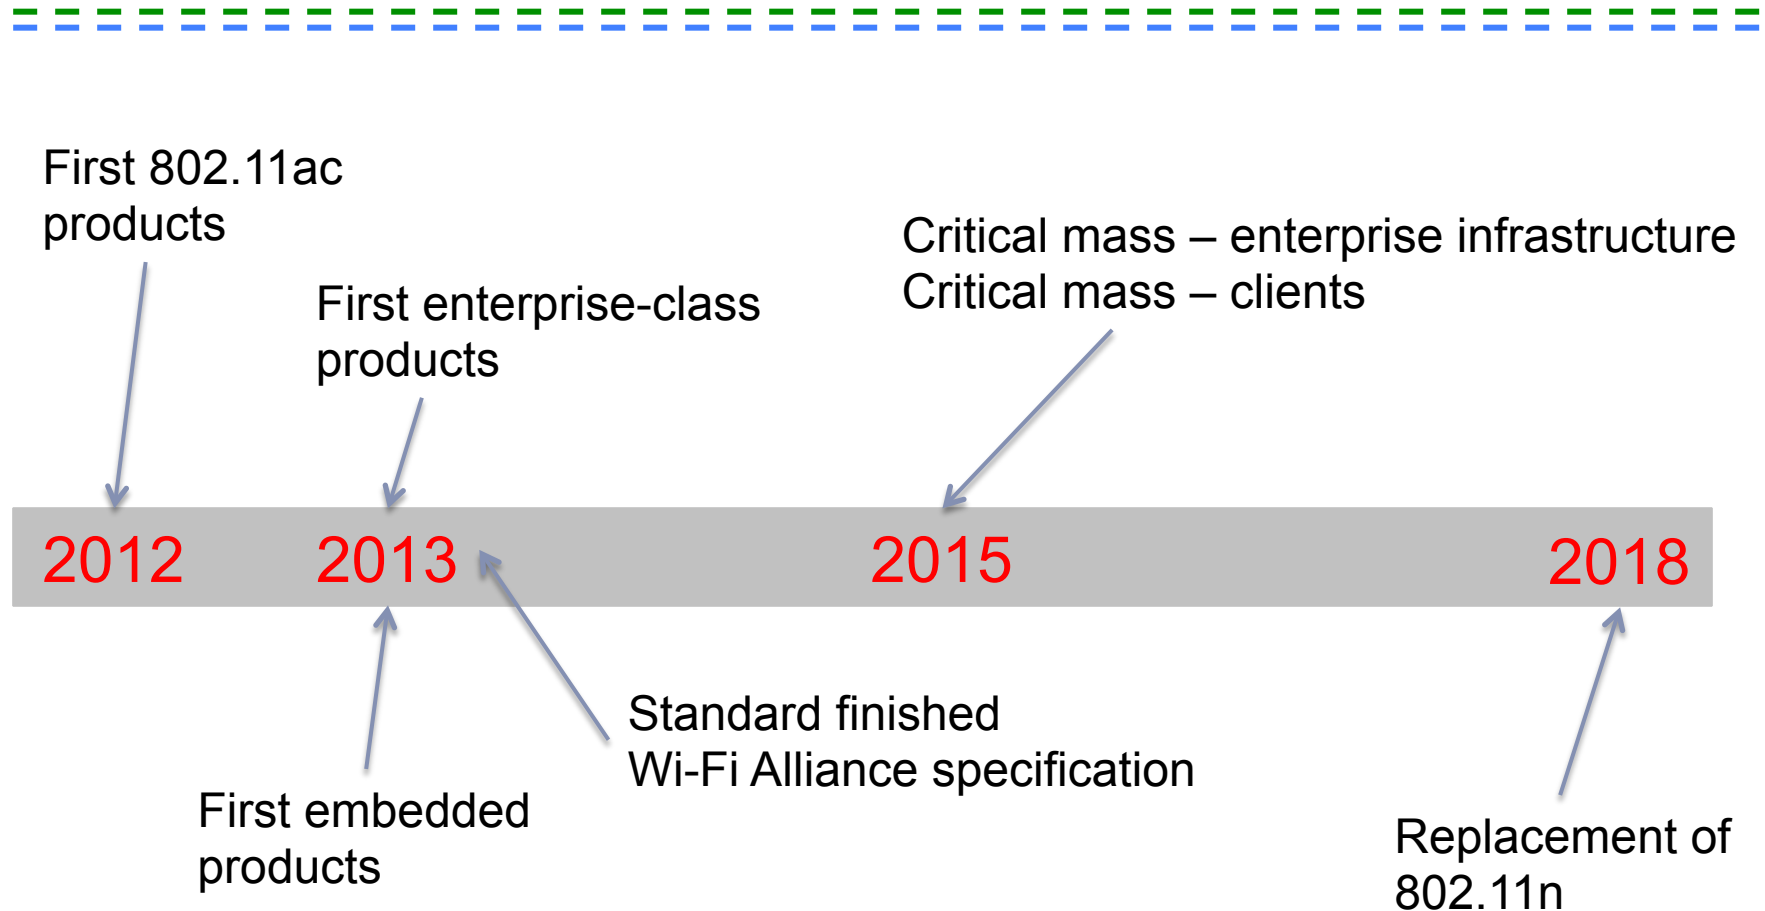 First 802.11ac
products
First enterprise-class
products
Critical mass – enterprise infrastructure
Critical mass – clients
2012
2013
2015
2018
Standard finished
Wi-Fi Alliance specification
First embedded
products
Replacement of
802.11n